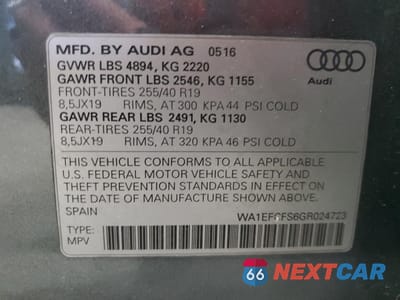 MFD. BY AUDI AG 0516
GVWR LBS 4894, KG 2220
GAWR FRONT LBS 2546, KG 1155
FRONT-TIRES 255/40 R19
8,5JX19 RIMS, AT 300 KPA 44 PSI COLD
GAWR REAR LBS 2491, KG 1130
REAR-TIRES 255/40 R19
8,5JX19 RIMS, AT 320 KPA 46 PSI COLD
Audi
THIS VEHICLE CONFORMS TO ALL APPLICABLE
U.S. FEDERAL MOTOR VEHICLE SAFETY AND
THEFT PREVENTION STANDARDS IN EFFECT
ON THE DATE OF MANUFACTURE SHOWN ABOVE.
SPAIN WA1EFCFS6GR024723
TYPE:
MPV
66 NEXTCAR